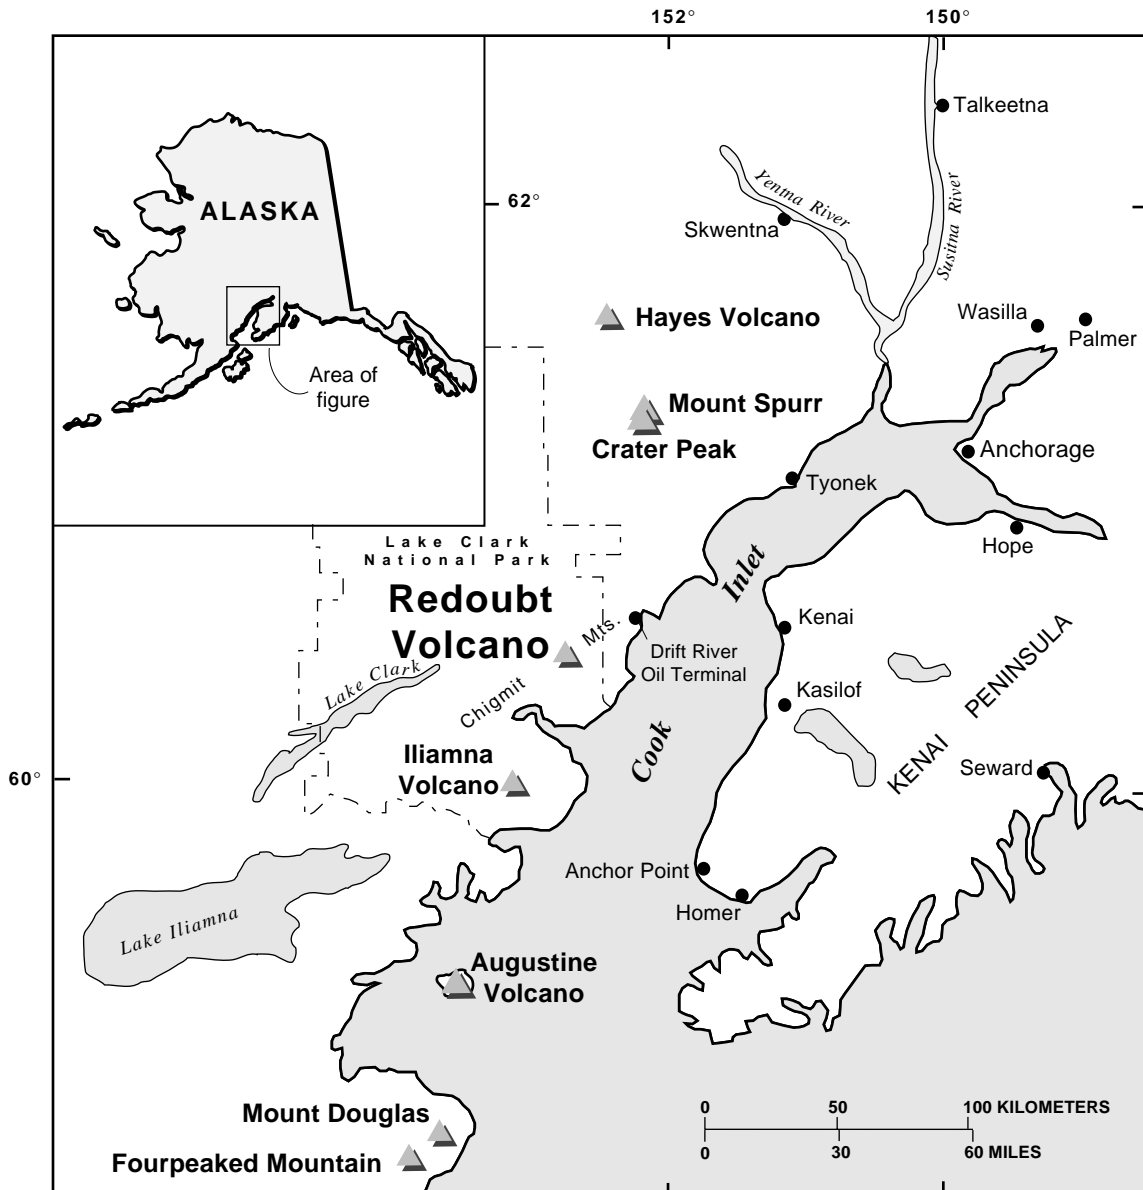 152° 150°
Talkeetna
62°
ALASKA
Yentna River
Susitna River
Skwentna
Hayes Volcano
Wasilla
Palmer
Area of
figure
Mount Spurr
Crater Peak
Anchorage
Tyonek
Lake Clark
National Park
Hope
Inlet
Redoubt
Volcano
Mts.
Kenai
Drift River
Oil Terminal
PENINSULA
Lake Clark
Chigmit
Kasilof
Cook
KENAI
Iliamna
Volcano
60°
Seward
Anchor Point
Homer
Lake Iliamna
Augustine
Volcano
Mount Douglas
Fourpeaked Mountain
0 50 100 KILOMETERS
0 30 60 MILES